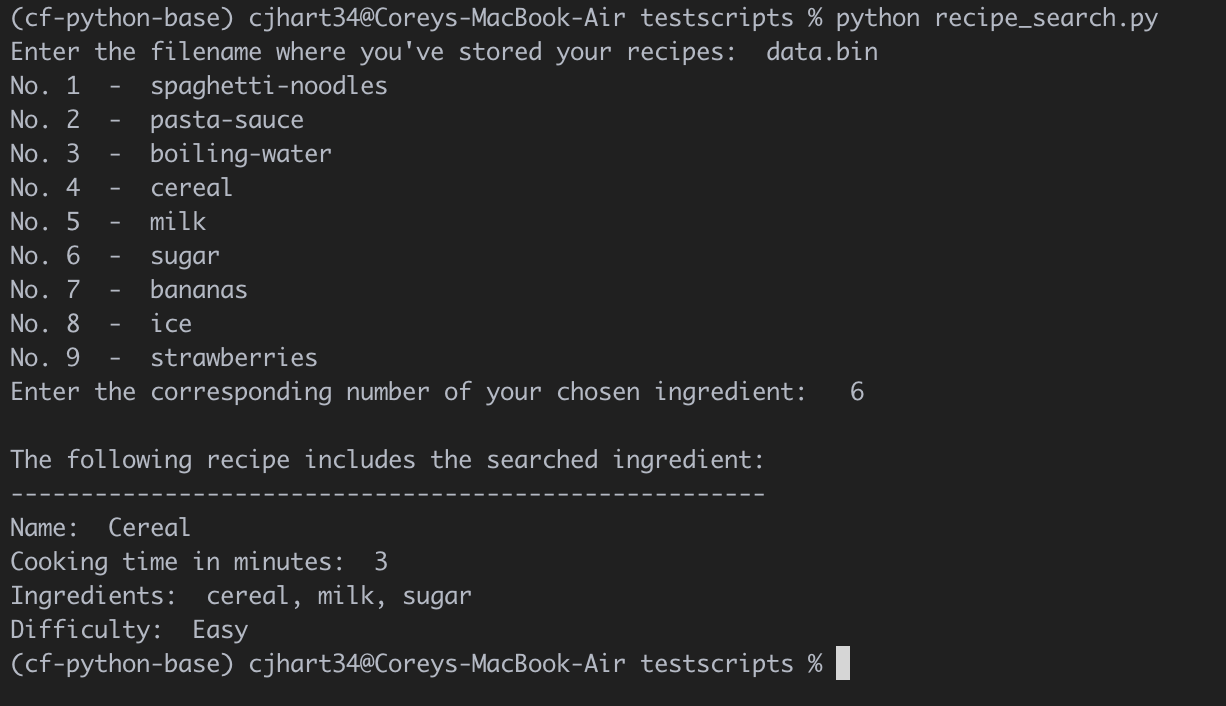 (cf-python-base) cjhart34@Coreys-MacBook-Air testscripts % python recipe_search.py
Enter the filename where you've stored your recipes:  data.bin
No. 1  -  spaghetti-noodles
No. 2  -  pasta-sauce
No. 3  -  boiling-water
No. 4  -  cereal
No. 5  -  milk
No. 6  -  sugar
No. 7  -  bananas
No. 8  -  ice
No. 9  -  strawberries
Enter the corresponding number of your chosen ingredient:   6
The following recipe includes the searched ingredient:
------------------------------------------------------
Name:  Cereal
Cooking time in minutes:  3
Ingredients:  cereal, milk, sugar
Difficulty:  Easy
(cf-python-base) cjhart34@Coreys-MacBook-Air testscripts %